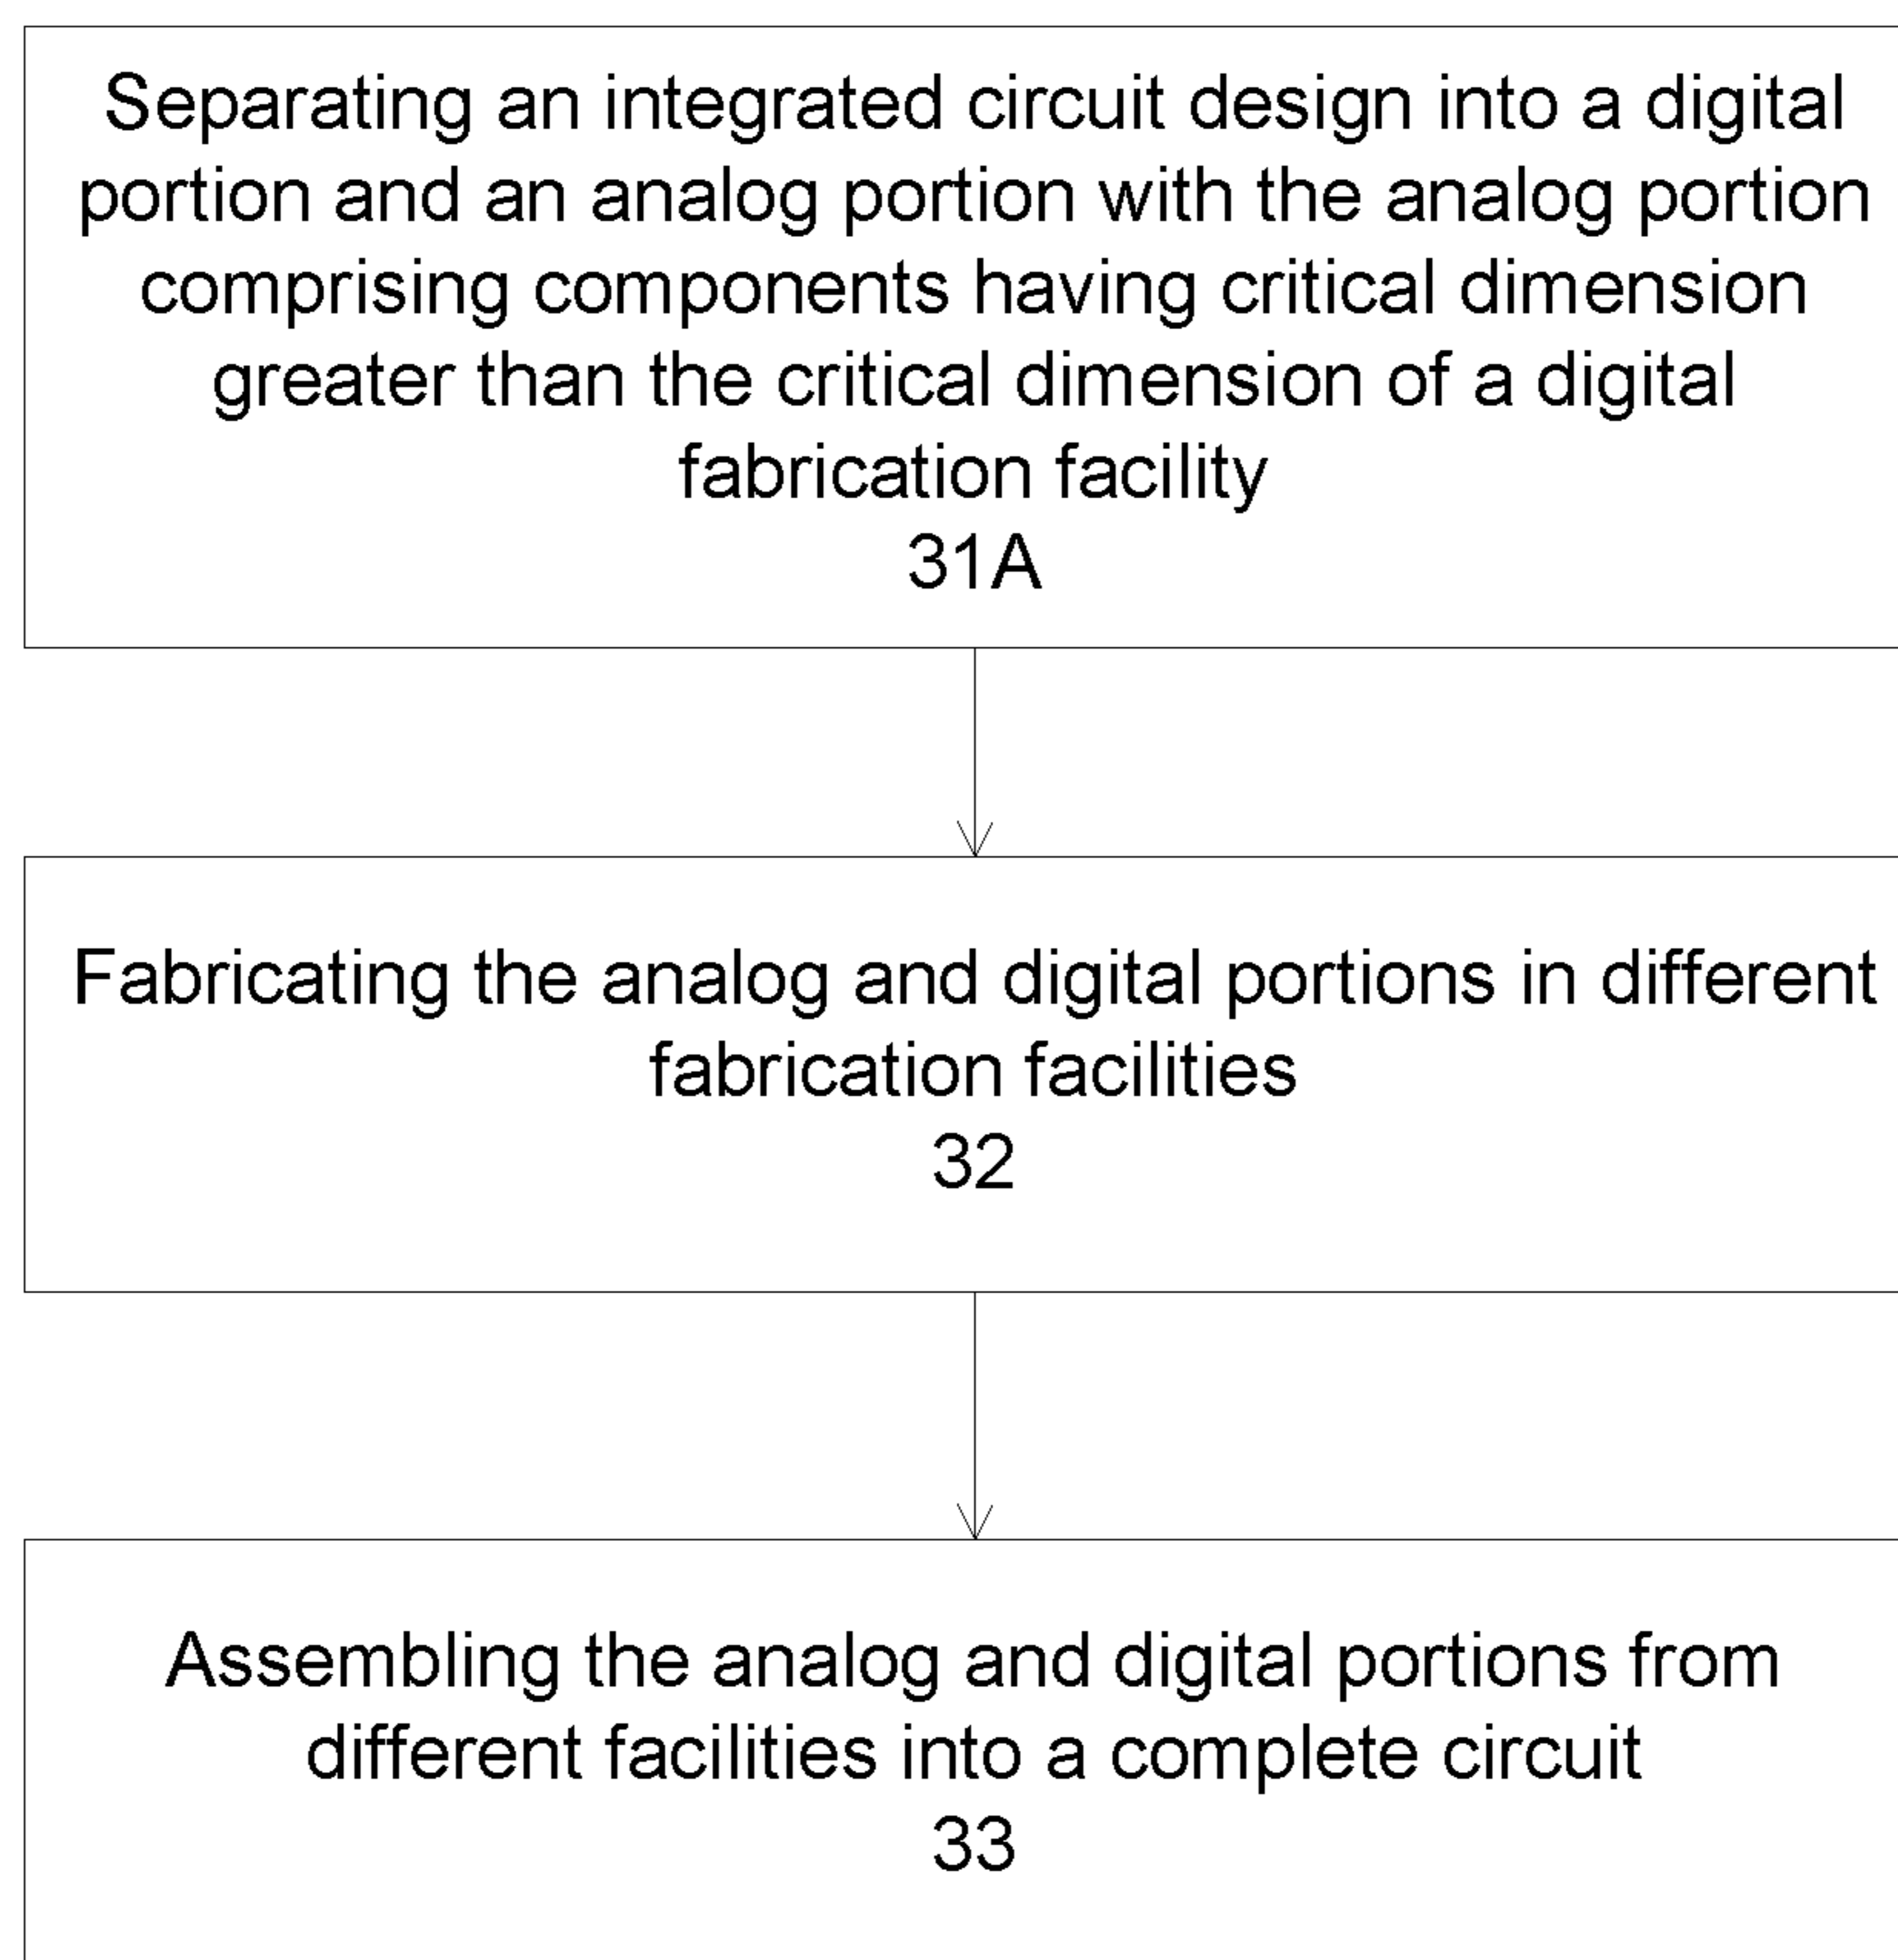 Separating an integrated circuit design into a digital
portion and an analog portion with the analog portion
comprising components having critical dimension
greater than the critical dimension of a digital
fabrication facility
31A
Fabricating the analog and digital portions in different
fabrication facilities
32
Assembling the analog and digital portions from
different facilities into a complete circuit
33